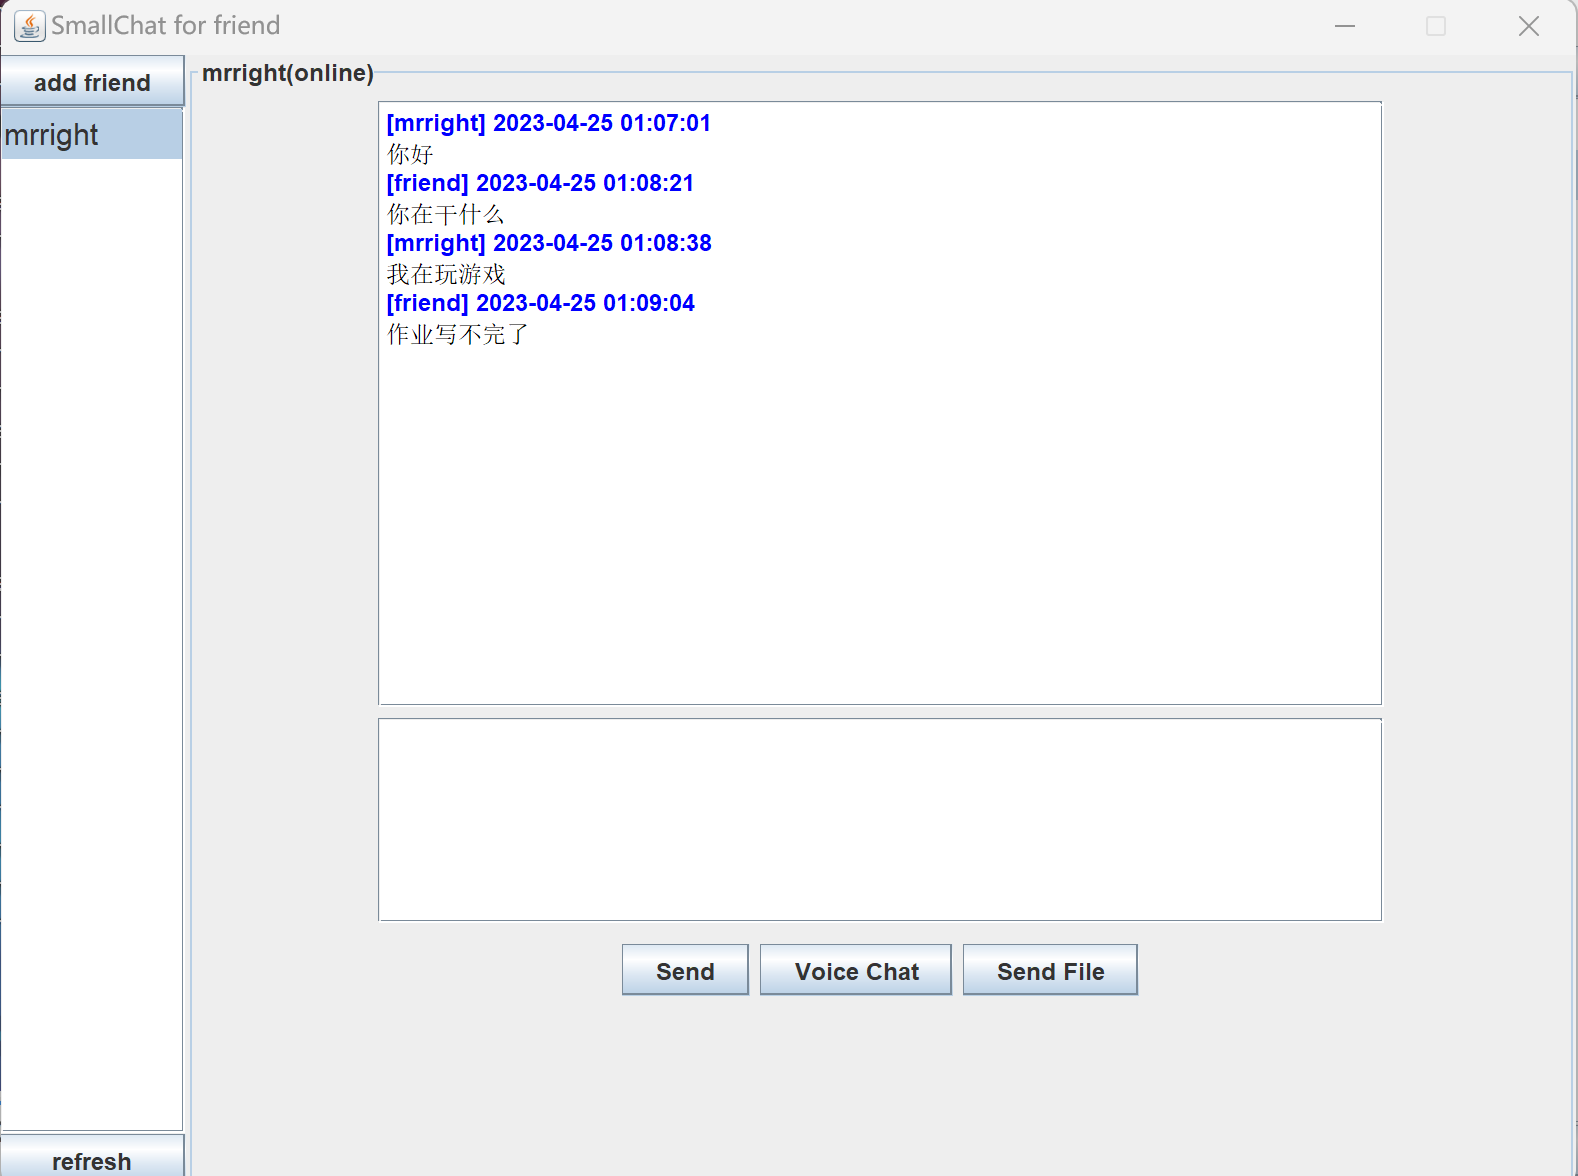 SmallChat for friend
add friend
mrright
mrright(online)
[mrright] 2023-04-25 01:07:01
你好
[friend] 2023-04-25 01:08:21
你在干什么
[mrright] 2023-04-25 01:08:38
我在玩游戏
[friend] 2023-04-25 01:09:04
作业写不完了
Send Voice Chat Send File
refresh